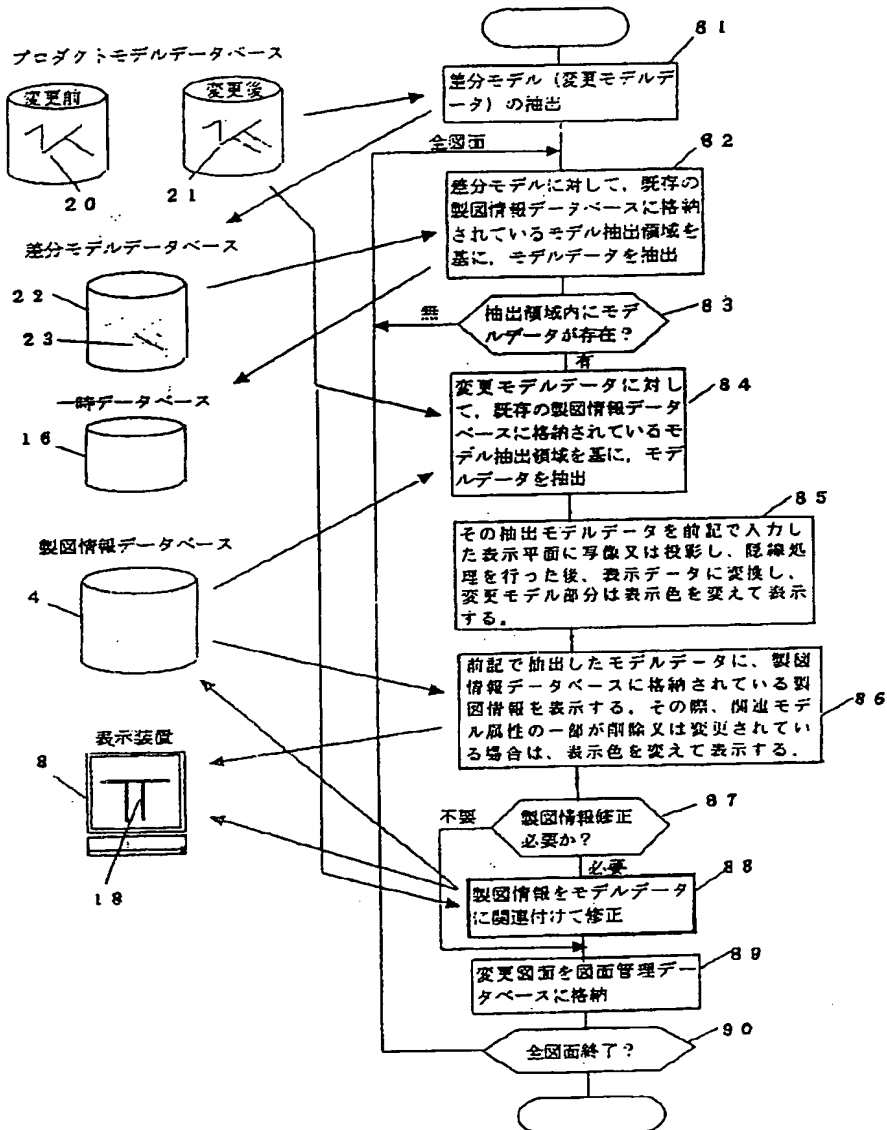 プロダクトモデルデータベース
変更前
変更後
20
21
差分モデルデータベース
22
23
一時データベース
16
製図情報データベース
4
表示装置
8
18
81
差分モデル(変更モデルデ
ータ)の抽出
全図面
82
差分モデルに対して,既存の
製図情報データベースに格納
されているモデル抽出領域を
基に,モデルデータを抽出
83
無
抽出領域内にモデ
ルデータが存在?
有
84
変更モデルデータに対し
て,既存の製図情報データ
ベースに格納されているモ
デル抽出領域を基に,モデ
ルデータを抽出
85
その抽出モデルデータを前記で入力し
た表示平面に写像又は投影し、隠線処
理を行った後、表示データに変換し、
変更モデル部分は表示色を変えて表示
する。
86
前記で抽出したモデルデータに、製図
情報データベースに格納されている製
図情報を表示する。その際、関連モデ
ル属性の一部が削除又は変更されてい
る場合は、表示色を変えて表示する。
87
不要
製図情報修正
必要か?
必要
88
製図情報をモデルデータ
に関連付けて修正
89
変更図面を図面管理デー
タベースに格納
90
全図面終了?